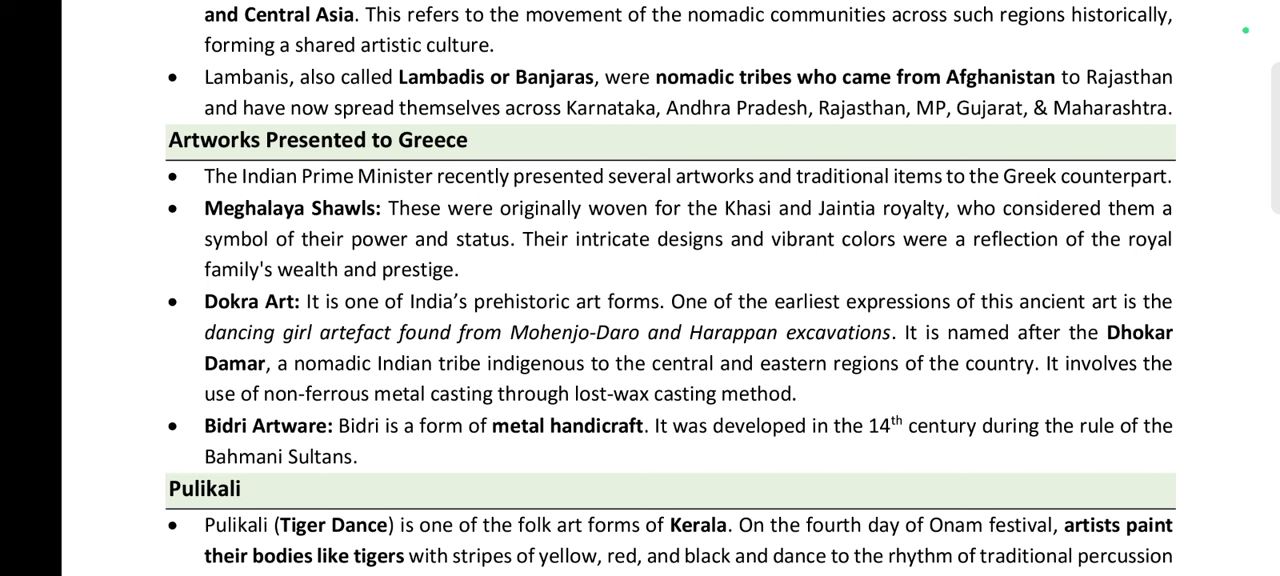 and Central Asia. This refers to the movement of the nomadic communities across such regions historically,
forming a shared artistic culture.
• Lambanis, also called Lambadis or Banjaras, were nomadic tribes who came from Afghanistan to Rajasthan
and have now spread themselves across Karnataka, Andhra Pradesh, Rajasthan, MP, Gujarat, & Maharashtra.
Artworks Presented to Greece
• The Indian Prime Minister recently presented several artworks and traditional items to the Greek counterpart.
• Meghalaya Shawls: These were originally woven for the Khasi and Jaintia royalty, who considered them a
symbol of their power and status. Their intricate designs and vibrant colors were a reflection of the royal
family's wealth and prestige.
• Dokra Art: It is one of India’s prehistoric art forms. One of the earliest expressions of this ancient art is the
dancing girl artefact found from Mohenjo-Daro and Harappan excavations. It is named after the Dhokar
Damar, a nomadic Indian tribe indigenous to the central and eastern regions of the country. It involves the
use of non-ferrous metal casting through lost-wax casting method.
• Bidri Artware: Bidri is a form of metal handicraft. It was developed in the 14th century during the rule of the
Bahmani Sultans.
Pulikali
• Pulikali (Tiger Dance) is one of the folk art forms of Kerala. On the fourth day of Onam festival, artists paint
their bodies like tigers with stripes of yellow, red, and black and dance to the rhythm of traditional percussion